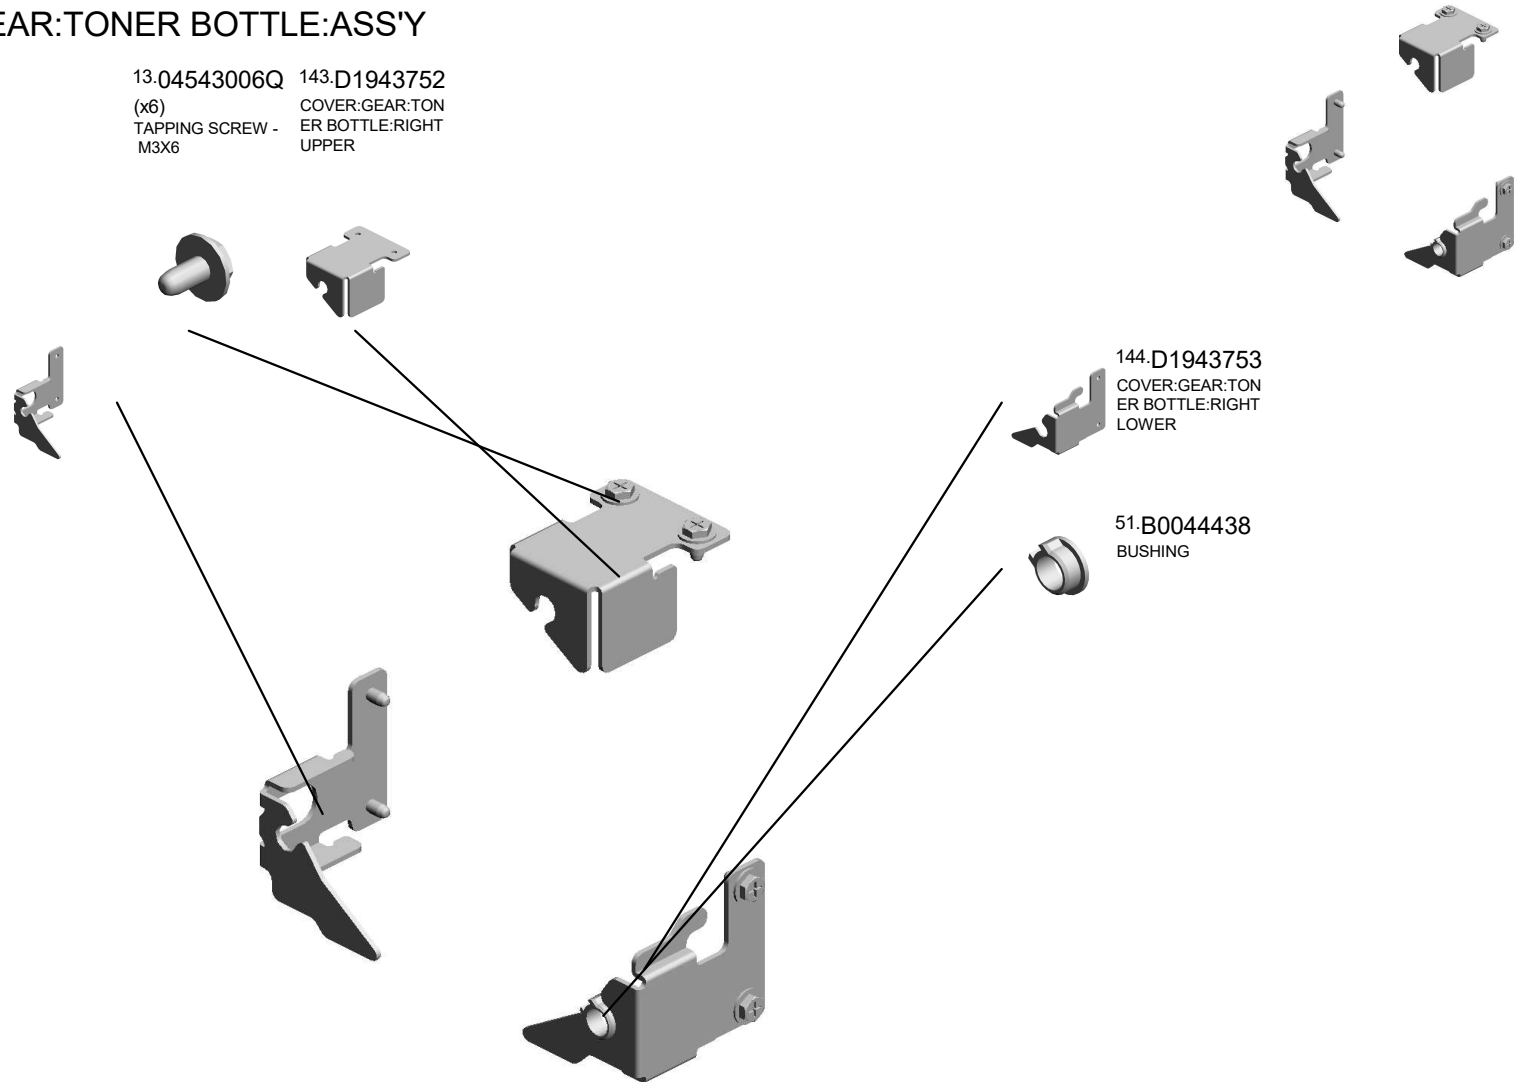 EAR:TONER BOTTLE:ASS'Y
13.04543006Q
(x6)
TAPPING SCREW -
M3X6
143.D1943752
COVER:GEAR:TON
ER BOTTLE:RIGHT
UPPER
144.D1943753
COVER:GEAR:TON
ER BOTTLE:RIGHT
LOWER
51.B0044438
BUSHING